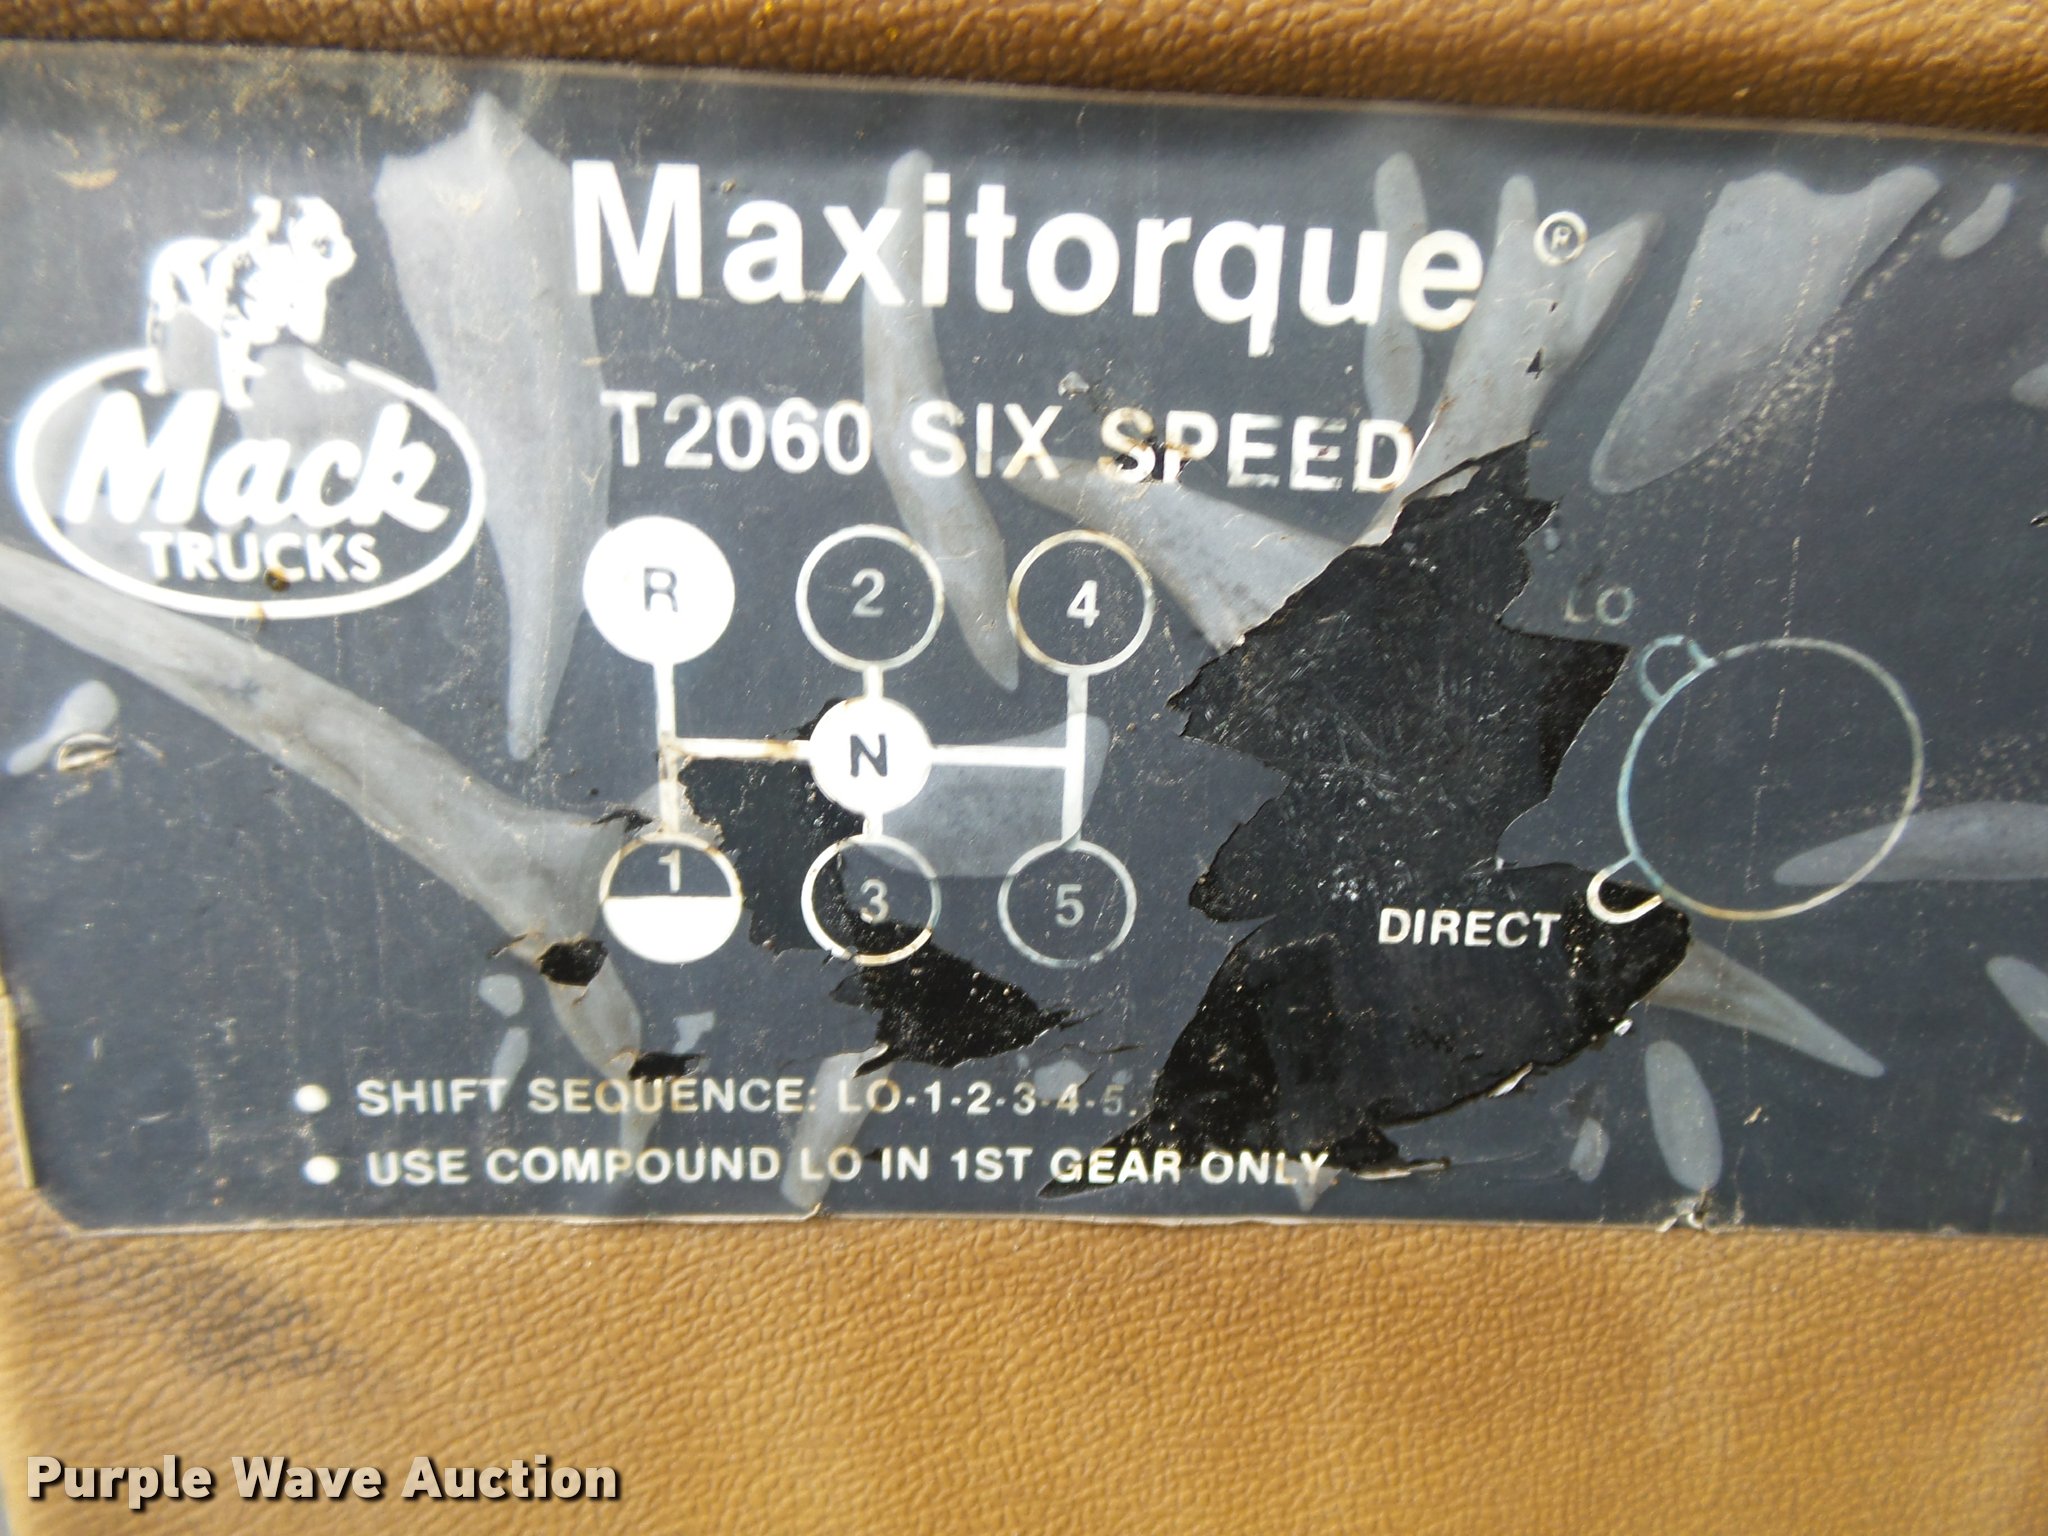 Maxitorque ®
T2060 SIX SPEED
Mack
TRUCKS
R 2 4
LO
N
1 3 5
DIRECT
• SHIFT SEQUENCE: LO-1-2-3-4-5.
• USE COMPOUND LO IN 1ST GEAR ONLY.
Purple Wave Auction